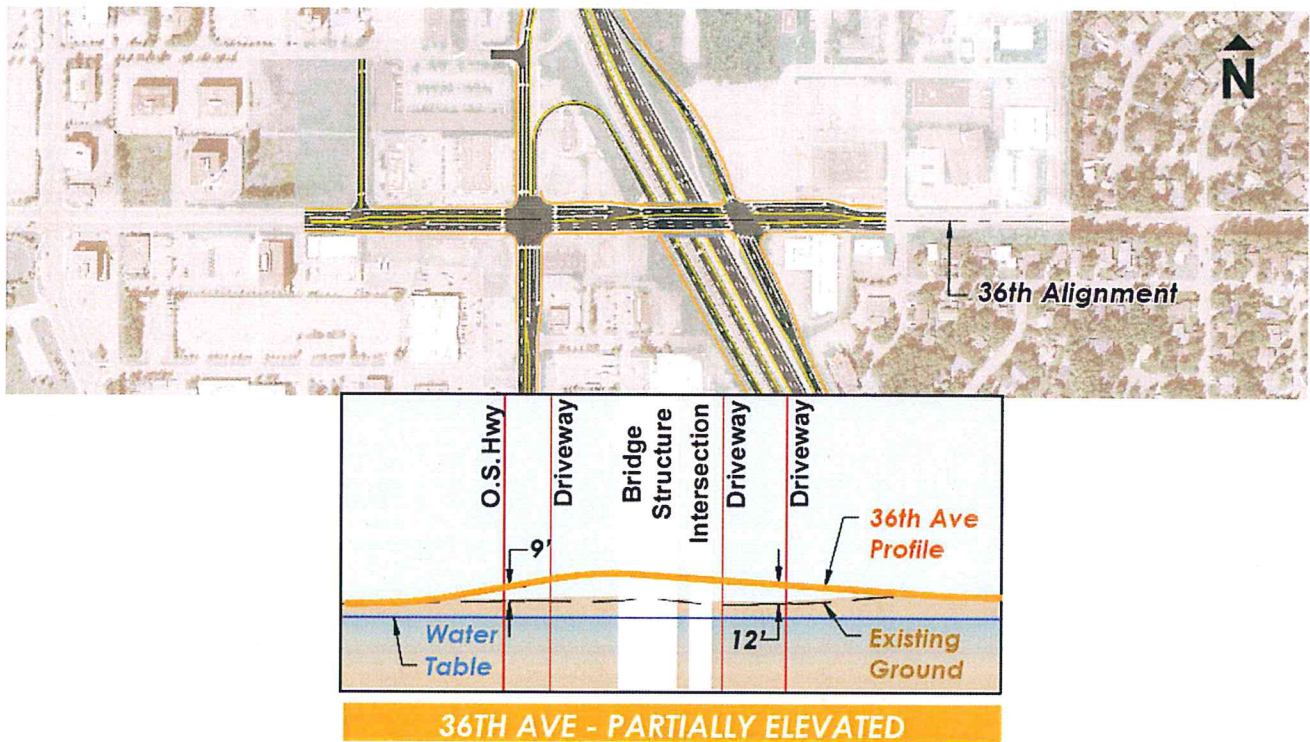 N
36th Alignment
O.S. Hwy
Driveway
Bridge
Structure
Intersection
Driveway
Driveway
9'
36th Ave
Profile
Water
Table
12'
Existing
Ground
36TH AVE - PARTIALLY ELEVATED